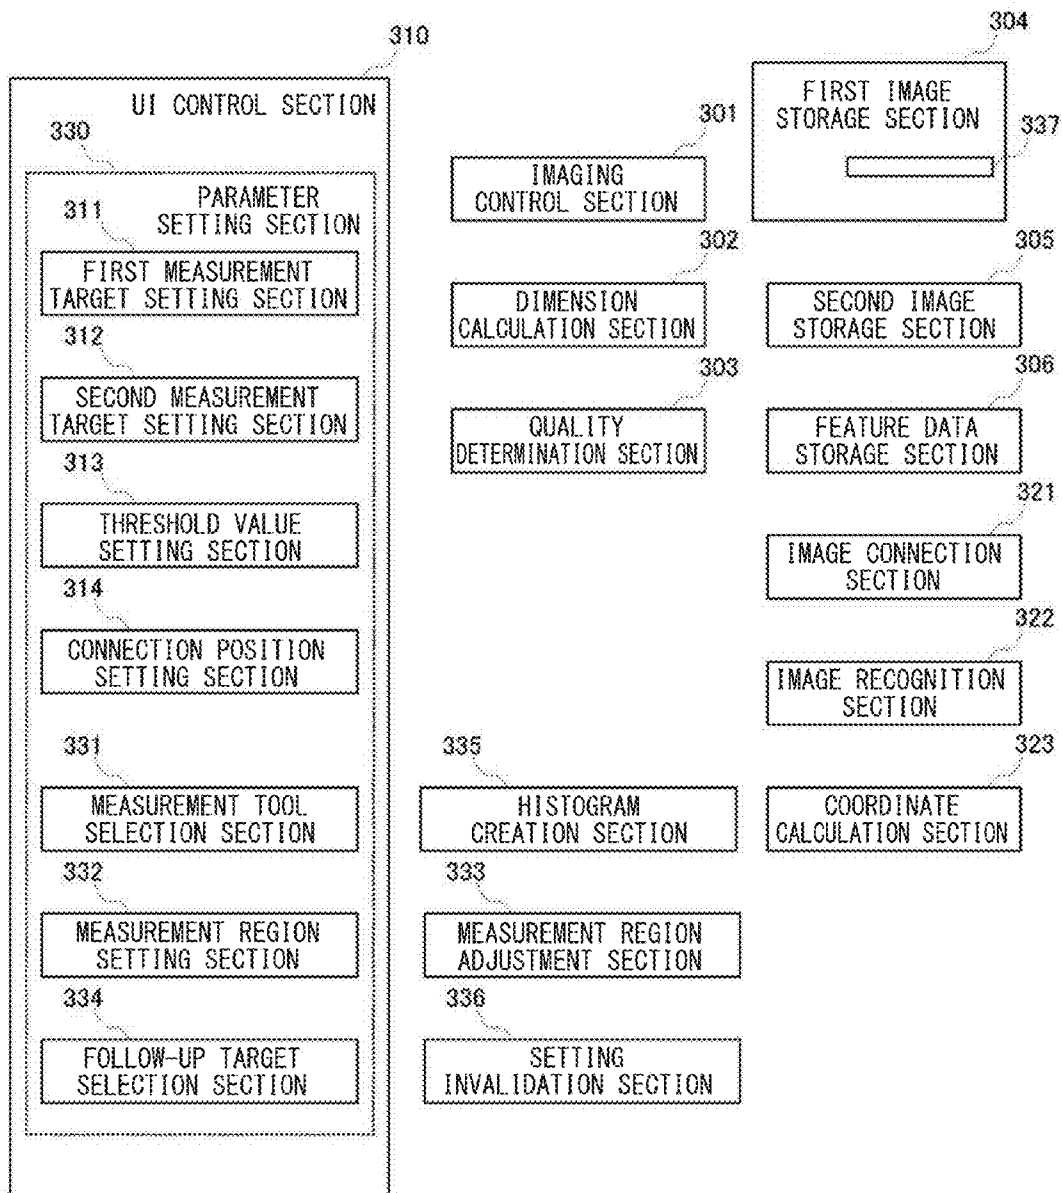 310
UI CONTROL SECTION
330
PARAMETER
SETTING SECTION
311
FIRST MEASUREMENT
TARGET SETTING SECTION
312
SECOND MEASUREMENT
TARGET SETTING SECTION
313
THRESHOLD VALUE
SETTING SECTION
314
CONNECTION POSITION
SETTING SECTION
331
MEASUREMENT TOOL
SELECTION SECTION
332
MEASUREMENT REGION
SETTING SECTION
334
FOLLOW-UP TARGET
SELECTION SECTION
301
IMAGING
CONTROL SECTION
302
DIMENSION
CALCULATION SECTION
303
QUALITY
DETERMINATION SECTION
335
HISTOGRAM
CREATION SECTION
333
MEASUREMENT REGION
ADJUSTMENT SECTION
336
SETTING
INVALIDATION SECTION
304
FIRST IMAGE
STORAGE SECTION
337
305
SECOND IMAGE
STORAGE SECTION
306
FEATURE DATA
STORAGE SECTION
321
IMAGE CONNECTION
SECTION
322
IMAGE RECOGNITION
SECTION
323
COORDINATE
CALCULATION SECTION